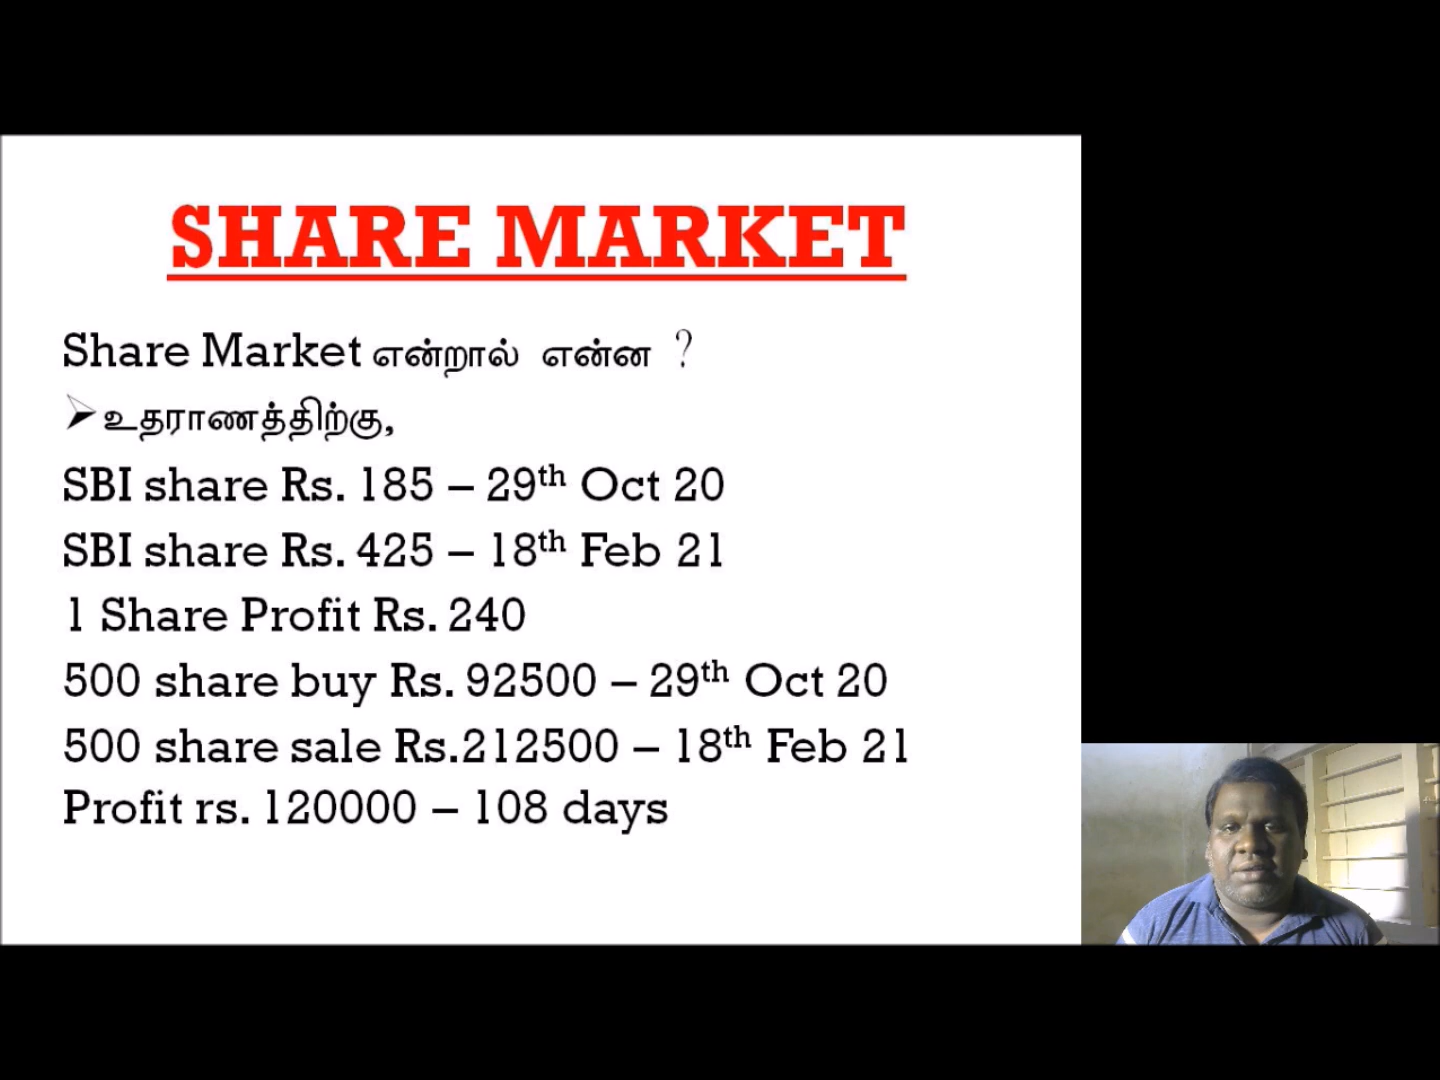 SHARE MARKET
Share Market என்றால் என்ன ?
➢உதராணத்திற்கு,
SBI share Rs. 185 – 29th Oct 20
SBI share Rs. 425 – 18th Feb 21
1 Share Profit Rs. 240
500 share buy Rs. 92500 – 29th Oct 20
500 share sale Rs.212500 – 18th Feb 21
Profit rs. 120000 – 108 days